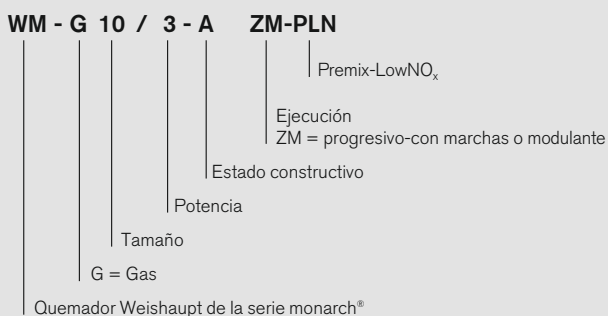 WM - G 10 / 3 - A ZM-PLN
Premix-LowNOx
Ejecución
ZM = progresivo-con marchas o modulante
Estado constructivo
Potencia
Tamaño
G = Gas
Quemador Weishaupt de la serie monarch®